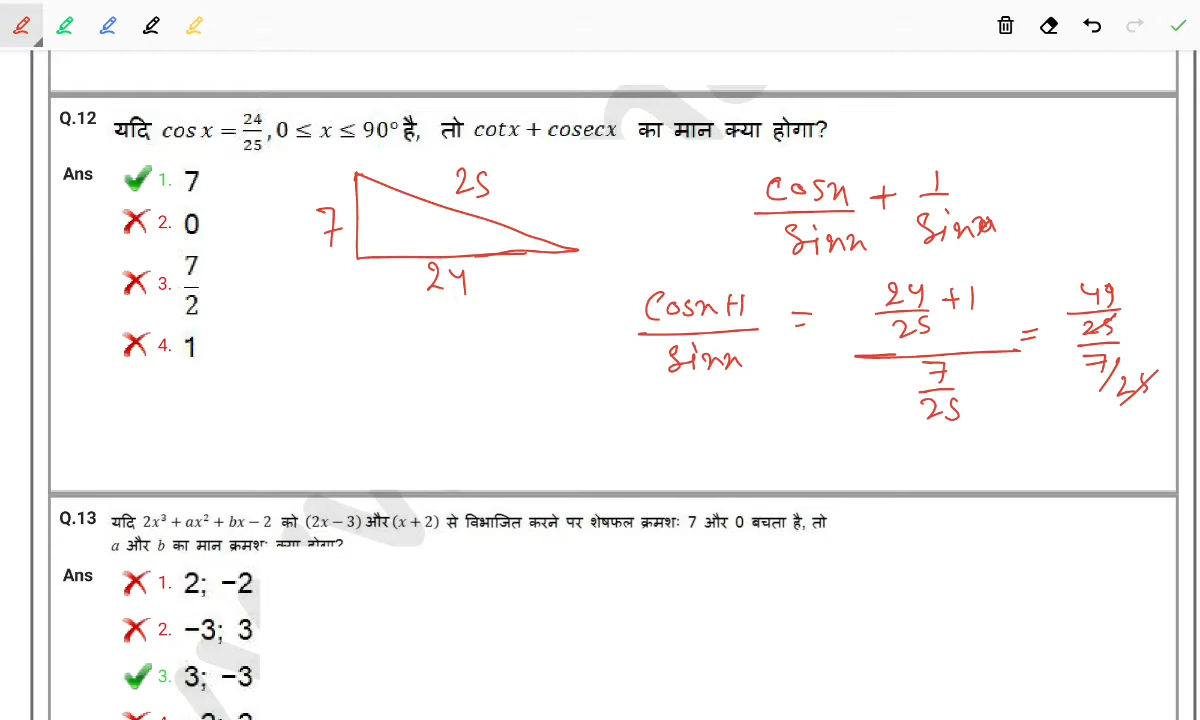 Q.12 यदि cos x = 24/25, 0 ≤ x ≤ 90° है, तो cotx + cosecx का मान क्या होगा?
Ans 1. 7
2. 0
3. 7/2
4. 1
25
7
24
cosx/sinx + 1/sinx
cosx+1/sinx = 24/25 +1 / 7/25 = 49/25 / 7/25
Q.13 यदि 2x³ + ax² + bx − 2 को (2x − 3) और (x + 2) से विभाजित करने पर शेषफल क्रमशः 7 और 0 बचता है, तो
a और b का मान क्रमशः क्या होगा?
Ans 1. 2; −2
2. −3; 3
3. 3; −3